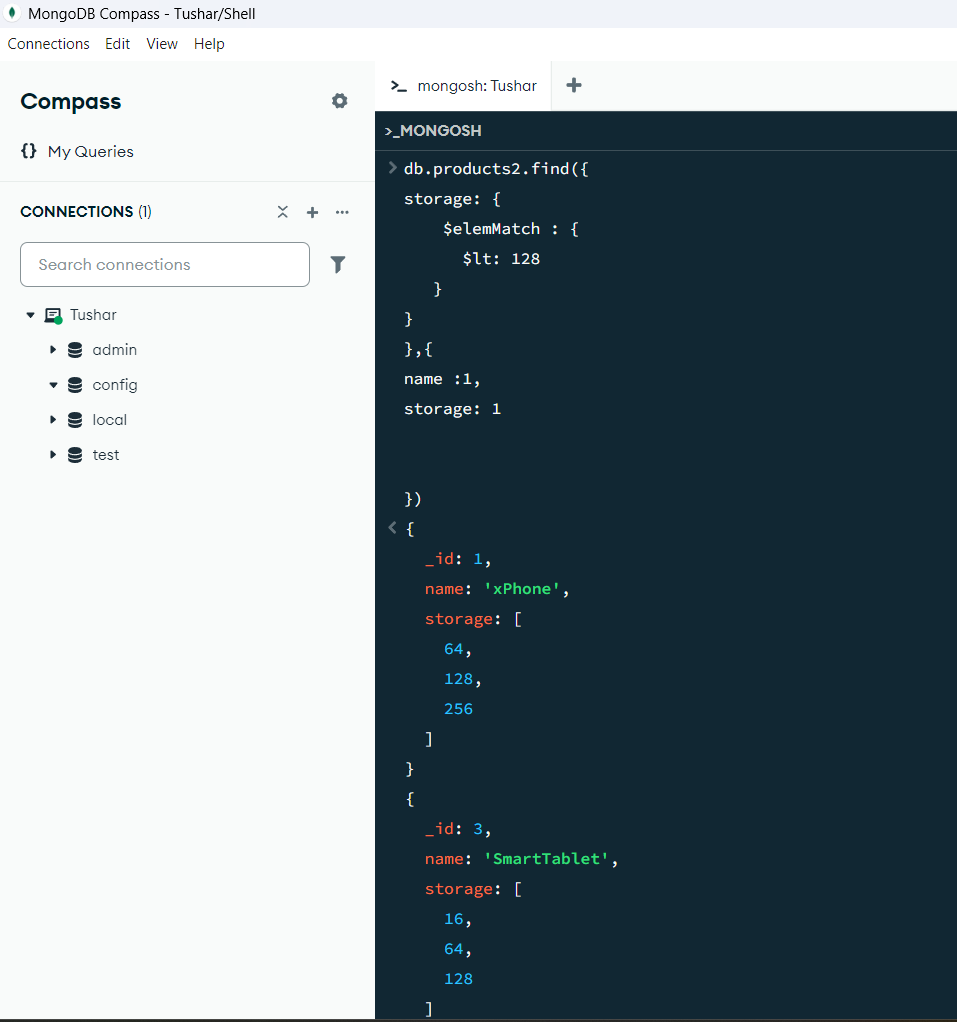 MongoDB Compass - Tushar/Shell
Connections Edit View Help
Compass
{} My Queries
CONNECTIONS (1)
Search connections
Tushar
admin
config
local
test
>_ mongosh: Tushar
>_MONGOSH
> db.products2.find({
storage: {
    $elemMatch : {
      $lt: 128
   }
}
},{
name :1,
storage: 1
})
< {
  _id: 1,
  name: 'xPhone',
  storage: [
    64,
    128,
    256
  ]
}
{
  _id: 3,
  name: 'SmartTablet',
  storage: [
    16,
    64,
    128
  ]